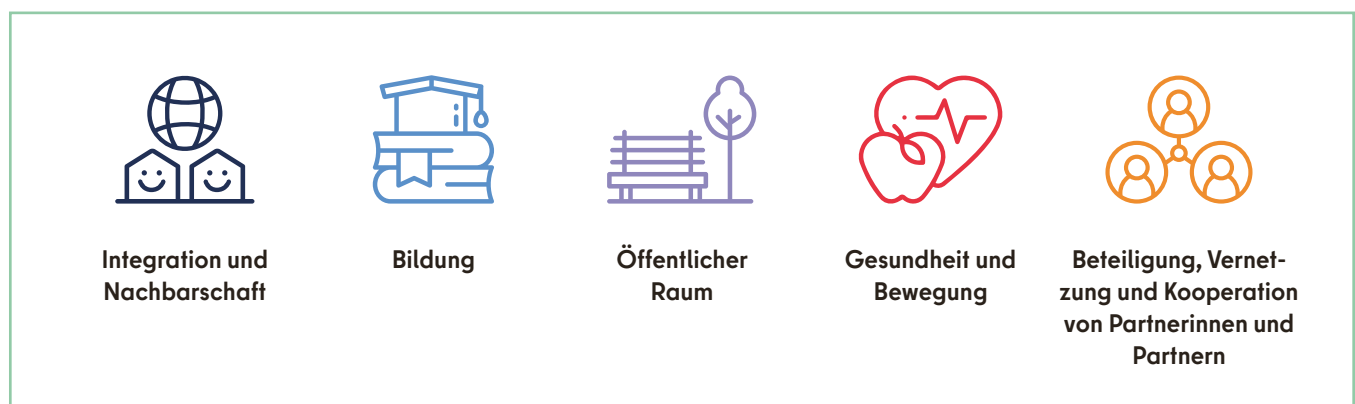 Integration und
Nachbarschaft
Bildung
Öffentlicher
Raum
Gesundheit und
Bewegung
Beteiligung, Vernet-
zung und Kooperation
von Partnerinnen und
Partnern